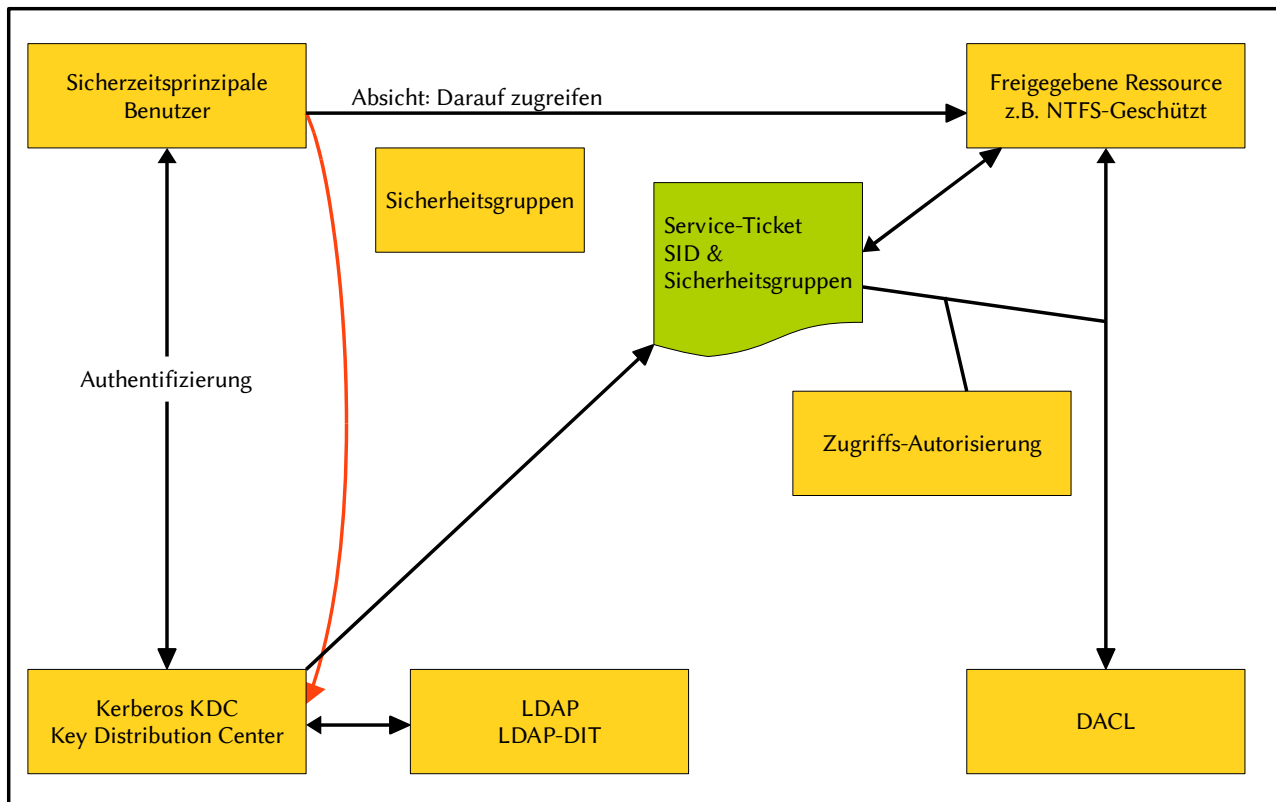 Sicherzeitsprinzipale
Benutzer
Absicht: Darauf zugreifen
Freigegebene Ressource
z.B. NTFS-Geschützt
Sicherheitsgruppen
Service-Ticket
SID &
Sicherheitsgruppen
Authentifizierung
Zugriffs-Autorisierung
Kerberos KDC
Key Distribution Center
LDAP
LDAP-DIT
DACL